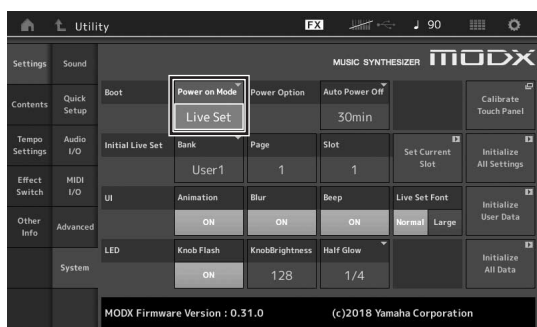 Utility
FX
90
Settings
Sound
MUSIC SYNTHESIZER MODX
Contents
Quick
Setup
Boot
Power on Mode
Live Set
Power Option
Auto Power Off
30min
Calibrate
Touch Panel
Tempo
Settings
Audio
I/O
Initial Live Set
Bank
User1
Page
1
Slot
1
Set Current
Slot
Initialize
All Settings
Effect
Switch
MIDI
I/O
UI
Animation
ON
Blur
ON
Beep
ON
Live Set Font
Normal Large
Initialize
User Data
Other
Info
Advanced
System
LED
Knob Flash
ON
KnobBrightness
128
Half Glow
1/4
Initialize
All Data
MODX Firmware Version : 0.31.0 (c)2018 Yamaha Corporation